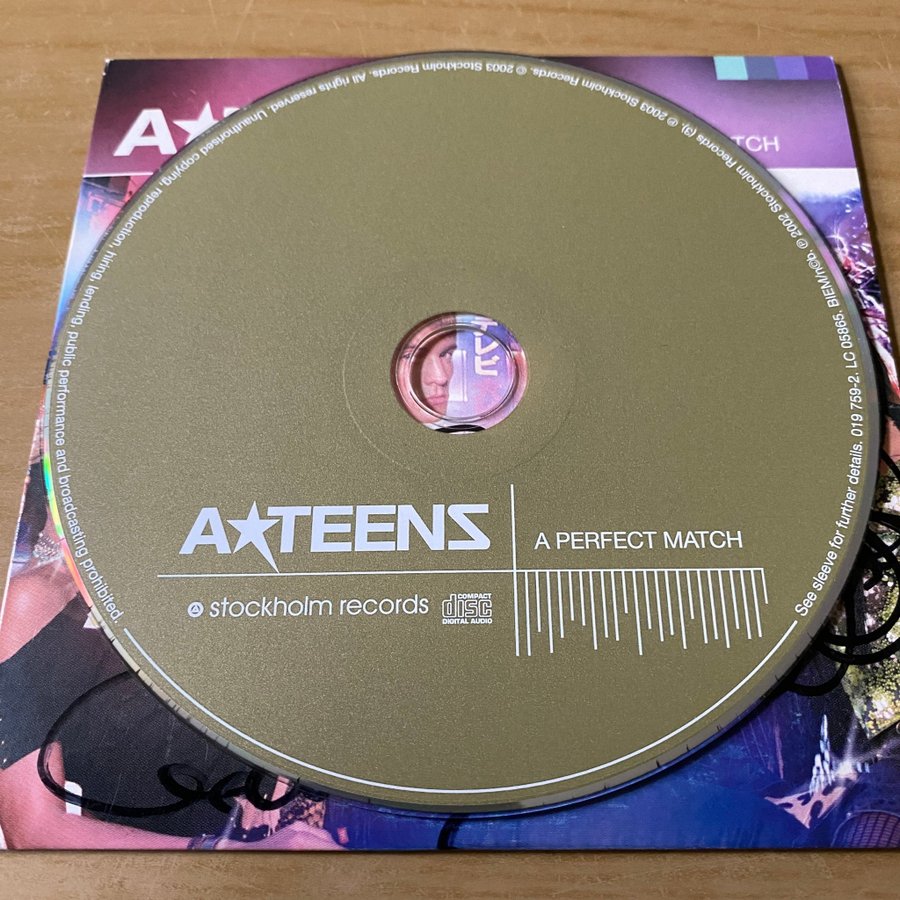 A★
TCH
テレビ
A★TEENS
A PERFECT MATCH
stockholm records
COMPACT
disc
DIGITAL AUDIO
Unauthorised copying, reproduction, hiring, lending, public performance and broadcasting prohibited.
All rights reserved.
℗ 2002 Stockholm Records (3). ℗ 2003 Stockholm Records. © 2003 Stockholm Records.
See sleeve for further details. 019 759-2. LC 05865. BIEM/n©b.